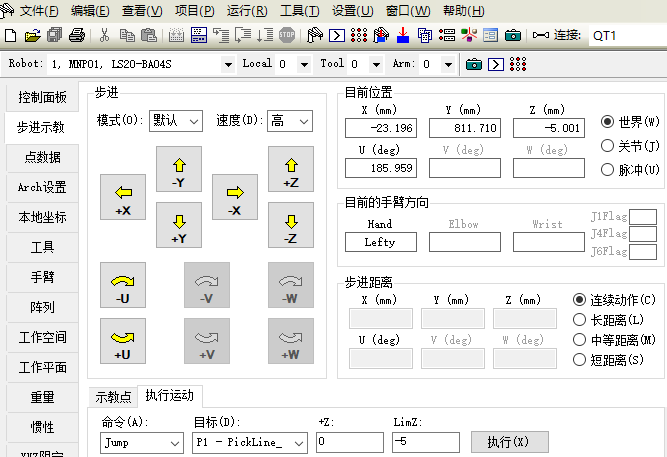 文件(F) 编辑(E) 查看(V) 项目(P) 运行(R) 工具(T) 设置(U) 窗口(W) 帮助(H)
STOP 连接: QT1
Robot: 1, MNP01, LS20-BA04S Local 0 Tool 0 Arm: 0
控制面板
步进示教
点数据
Arch设置
本地坐标
工具
手臂
阵列
工作空间
工作平面
重量
惯性
步进
模式(O): 默认 速度(D): 高
-Y +Z
+X -X
+Y -Z
-U -V -W
+U +V +W
目前位置
X (mm) Y (mm) Z (mm)
-23.196 811.710 -5.001
U (deg) V (deg) W (deg)
185.959
世界(W)
关节(J)
脉冲(U)
目前的手臂方向
Hand Elbow Wrist
Lefty
J1Flag
J4Flag
J6Flag
步进距离
X (mm) Y (mm) Z (mm)
U (deg) V (deg) W (deg)
连续动作(C)
长距离(L)
中等距离(M)
短距离(S)
示教点 执行运动
命令(A): 目标(D): +Z: LimZ:
Jump P1 - PickLine_ 0 -5 执行(X)